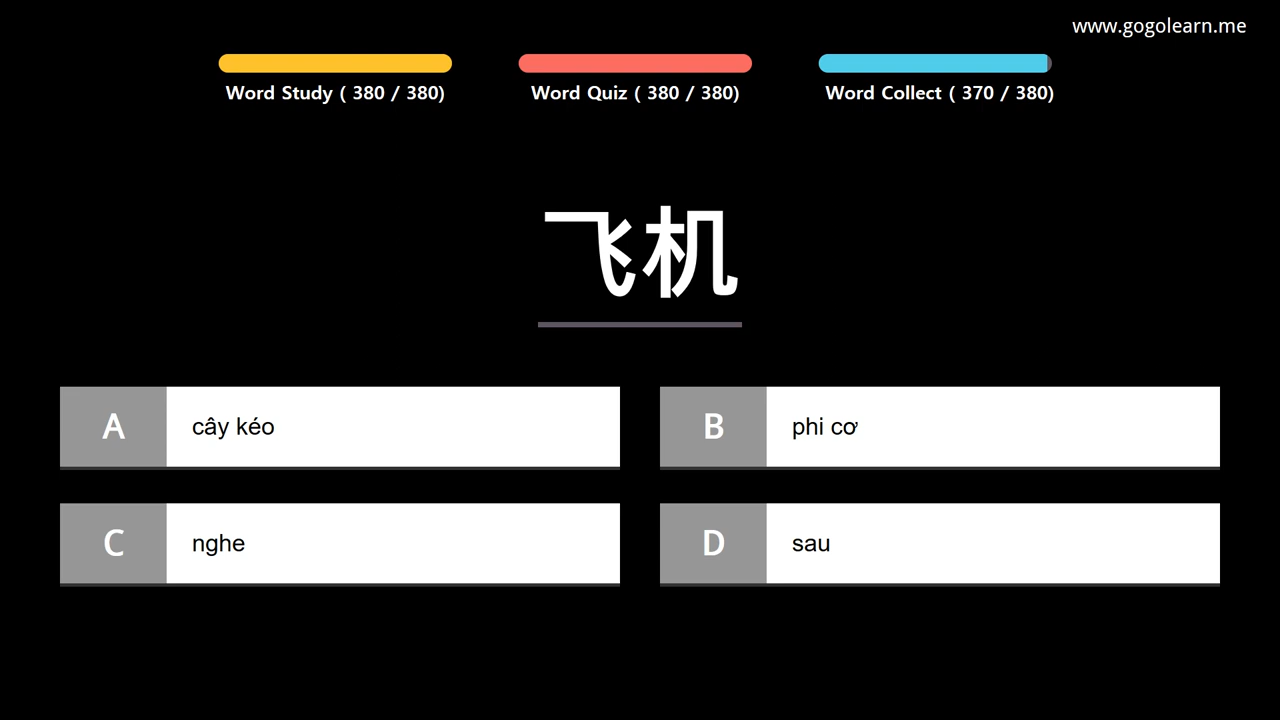 www.gogolearn.me
Word Study ( 380 / 380)
Word Quiz ( 380 / 380)
Word Collect ( 370 / 380)
飞机
A cây kéo
B phi cơ
C nghe
D sau